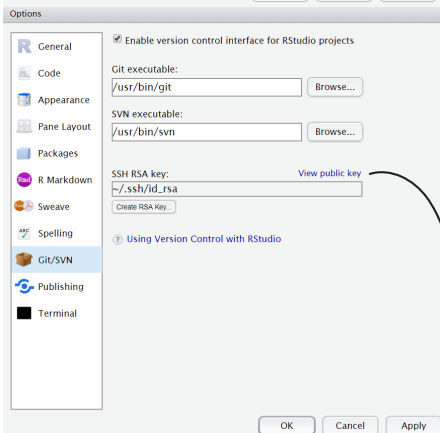 Options
General
Code
Appearance
Pane Layout
Packages
Rmd R Markdown
Sweave
ABC Spelling
Git/SVN
Publishing
Terminal
Enable version control interface for RStudio projects
Git executable:
/usr/bin/git Browse...
SVN executable:
/usr/bin/svn Browse...
SSH RSA key: View public key
~/.ssh/id_rsa
Create RSA Key...
? Using Version Control with RStudio
OK Cancel Apply